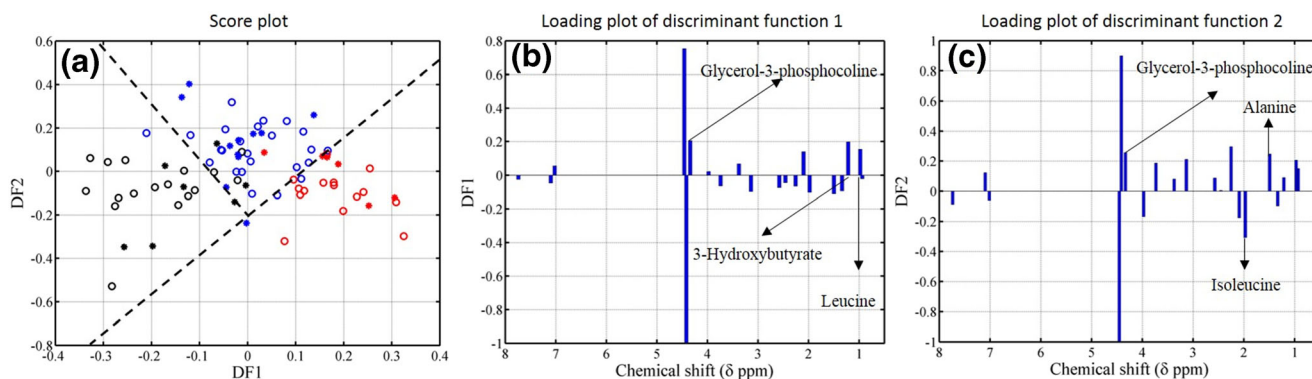 Score plot
(a)
0.6
0.4
0.2
0
-0.2
-0.4
-0.6
-0.8
DF2
-0.4 -0.3 -0.2 -0.1 0 0.1 0.2 0.3 0.4
DF1
Loading plot of discriminant function 1
(b)
0.8
0.6
0.4
0.2
0
0.2
0.4
0.6
0.8
-1
DF1
Glycerol-3-phosphocoline
3-Hydroxybutyrate
Leucine
8 7 6 5 4 3 2 1
Chemical shift (δ ppm)
Loading plot of discriminant function 2
(c)
1
0.8
0.6
0.4
0.2
0
0.2
0.4
0.6
0.8
-1
DF2
Glycerol-3-phosphocoline
Alanine
Isoleucine
8 7 6 5 4 3 2 1
Chemical shift (δ ppm)